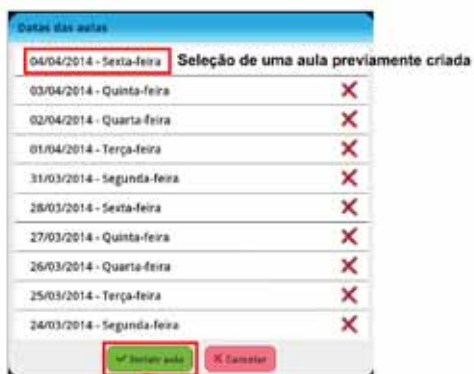 Datas das aulas
04/04/2014 - Sexta-feira Seleção de uma aula previamente criada
03/04/2014 - Quinta-feira
02/04/2014 - Quarta-feira
01/04/2014 - Terça-feira
31/03/2014 - Segunda-feira
28/03/2014 - Sexta-feira
27/03/2014 - Quinta-feira
26/03/2014 - Quarta-feira
25/03/2014 - Terça-feira
24/03/2014 - Segunda-feira
aula Cancelar